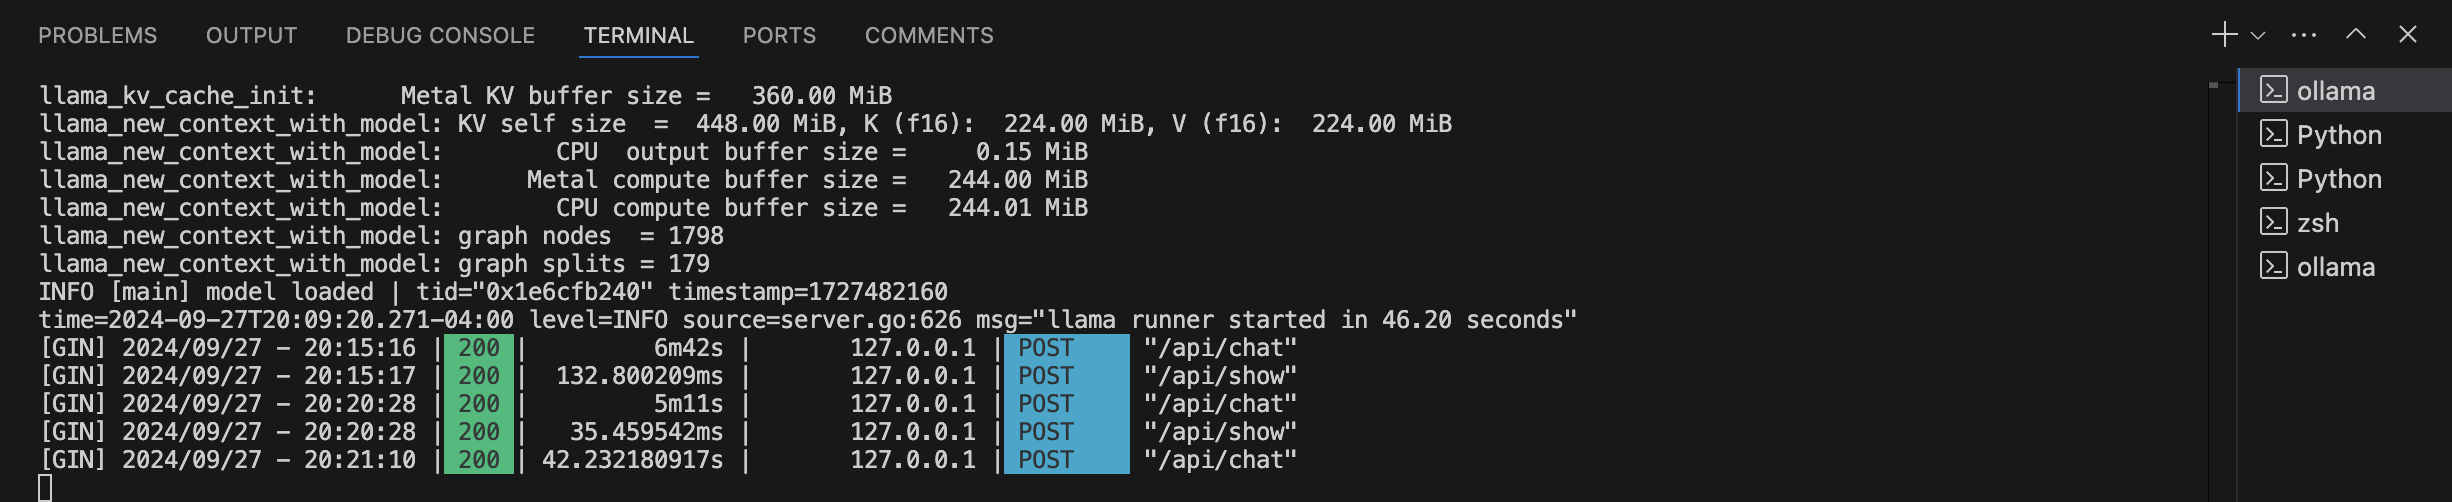 PROBLEMS OUTPUT DEBUG CONSOLE TERMINAL PORTS COMMENTS
llama_kv_cache_init:      Metal KV buffer size =   360.00 MiB
llama_new_context_with_model: KV self size  =  448.00 MiB, K (f16):  224.00 MiB, V (f16):  224.00 MiB
llama_new_context_with_model:        CPU  output buffer size =     0.15 MiB
llama_new_context_with_model:      Metal compute buffer size =   244.00 MiB
llama_new_context_with_model:        CPU compute buffer size =   244.01 MiB
llama_new_context_with_model: graph nodes  = 1798
llama_new_context_with_model: graph splits = 179
INFO [main] model loaded | tid="0x1e6cfb240" timestamp=1727482160
time=2024-09-27T20:09:20.271-04:00 level=INFO source=server.go:626 msg="llama runner started in 46.20 seconds"
[GIN] 2024/09/27 - 20:15:16 | 200 |         6m42s |       127.0.0.1 | POST     "/api/chat"
[GIN] 2024/09/27 - 20:15:17 | 200 |  132.800209ms |       127.0.0.1 | POST     "/api/show"
[GIN] 2024/09/27 - 20:20:28 | 200 |         5m11s |       127.0.0.1 | POST     "/api/chat"
[GIN] 2024/09/27 - 20:20:28 | 200 |   35.459542ms |       127.0.0.1 | POST     "/api/show"
[GIN] 2024/09/27 - 20:21:10 | 200 | 42.232180917s |       127.0.0.1 | POST     "/api/chat"
ollama
Python
Python
zsh
ollama